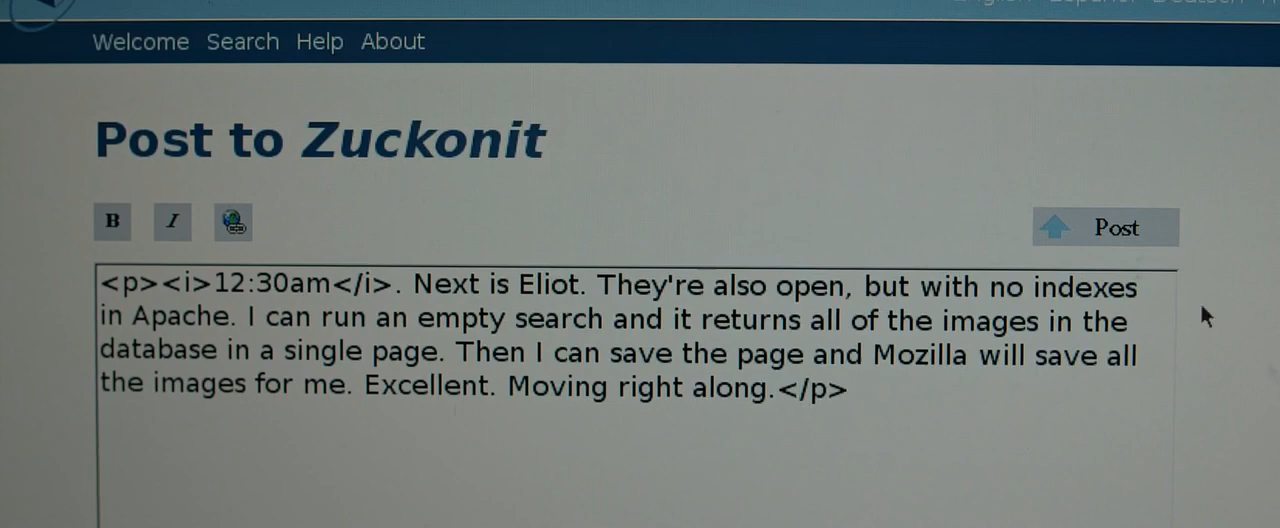 Welcome Search Help About
Post to Zuckonit
B I Post
<p><i>12:30am</i>. Next is Eliot. They're also open, but with no indexes
in Apache. I can run an empty search and it returns all of the images in the
database in a single page. Then I can save the page and Mozilla will save all
the images for me. Excellent. Moving right along.</p>